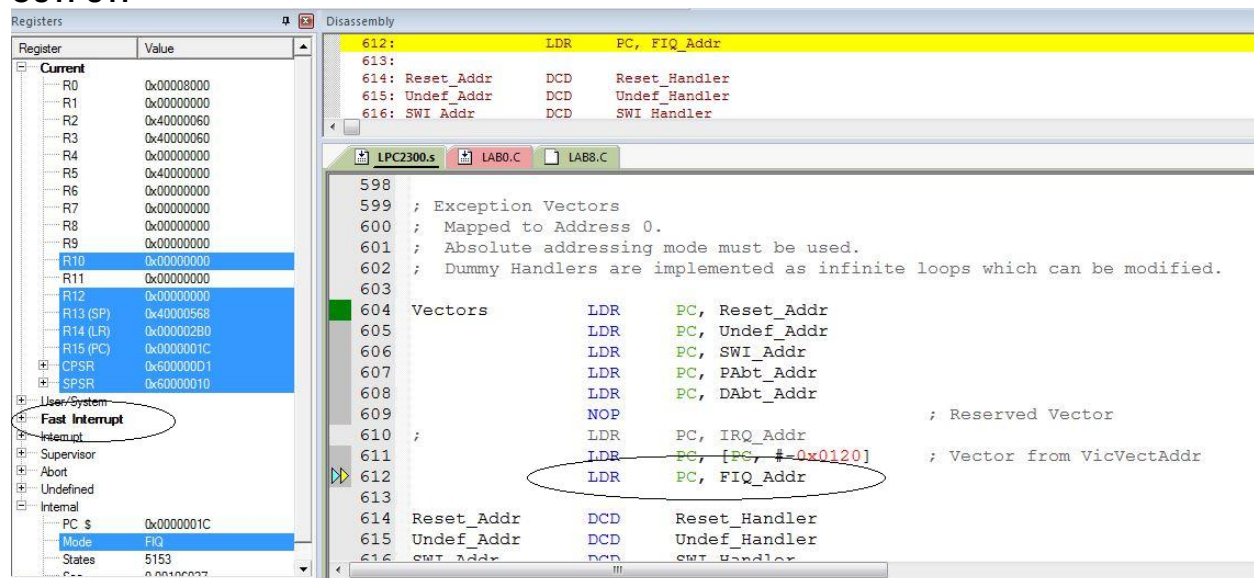 Registers
Register Value
Current
R0 0x00008000
R1 0x00000000
R2 0x40000060
R3 0x40000060
R4 0x00000000
R5 0x40000000
R6 0x00000000
R7 0x00000000
R8 0x00000000
R9 0x00000000
R10 0x00000000
R11 0x00000000
R12 0x00000000
R13 (SP) 0x40000568
R14 (LR) 0x000002B0
R15 (PC) 0x0000001C
CPSR 0x600000D1
SPSR 0x60000010
User/System
Fast Interrupt
Interrupt
Supervisor
Abort
Undefined
Internal
PC $ 0x0000001C
Mode FIQ
States 5153
Disassembly
612: LDR PC, FIQ_Addr
613:
614: Reset_Addr DCD Reset_Handler
615: Undef_Addr DCD Undef_Handler
616: SWI_Addr DCD SWI_Handler
LPC2300.s LAB0.C LAB8.C
598
599 ; Exception Vectors
600 ; Mapped to Address 0.
601 ; Absolute addressing mode must be used.
602 ; Dummy Handlers are implemented as infinite loops which can be modified.
603
604 Vectors LDR PC, Reset_Addr
605 LDR PC, Undef_Addr
606 LDR PC, SWI_Addr
607 LDR PC, PAbt_Addr
608 LDR PC, DAbt_Addr
609 NOP ; Reserved Vector
610 ; LDR PC, IRQ_Addr
611 LDR PC, [PC, #-0x0120] ; Vector from VicVectAddr
612 LDR PC, FIQ_Addr
613
614 Reset_Addr DCD Reset_Handler
615 Undef_Addr DCD Undef_Handler
616 SWI_Addr DCD SWI_Handler